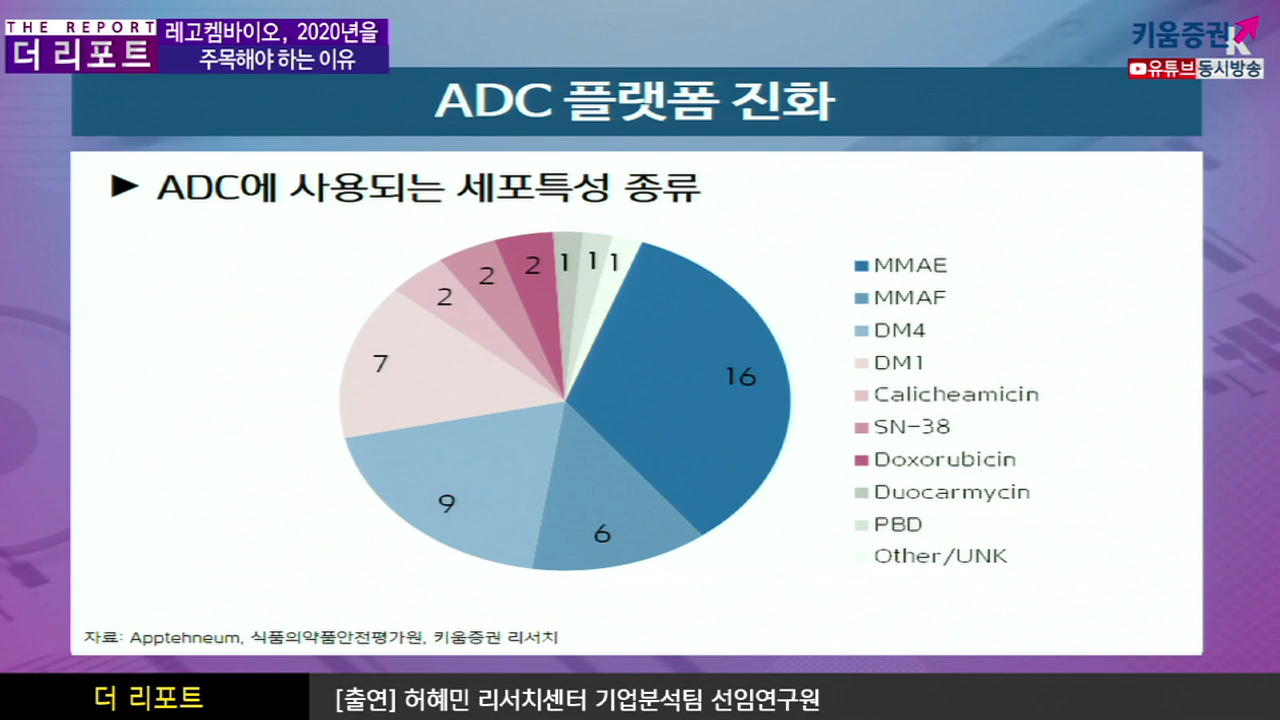 THE REPORT
더 리포트
레고켐바이오, 2020년을
주목해야 하는 이유
키움증권
유튜브동시방송
ADC 플랫폼 진화
► ADC에 사용되는 세포특성 종류
1
1
1
2
2
2
7
16
9
6
MMAE
MMAF
DM4
DM1
Calicheamicin
SN-38
Doxorubicin
Duocarmycin
PBD
Other/UNK
자료: Apptehneum, 식품의약품안전평가원, 키움증권 리서치
더 리포트
[출연] 허혜민 리서치센터 기업분석팀 선임연구원